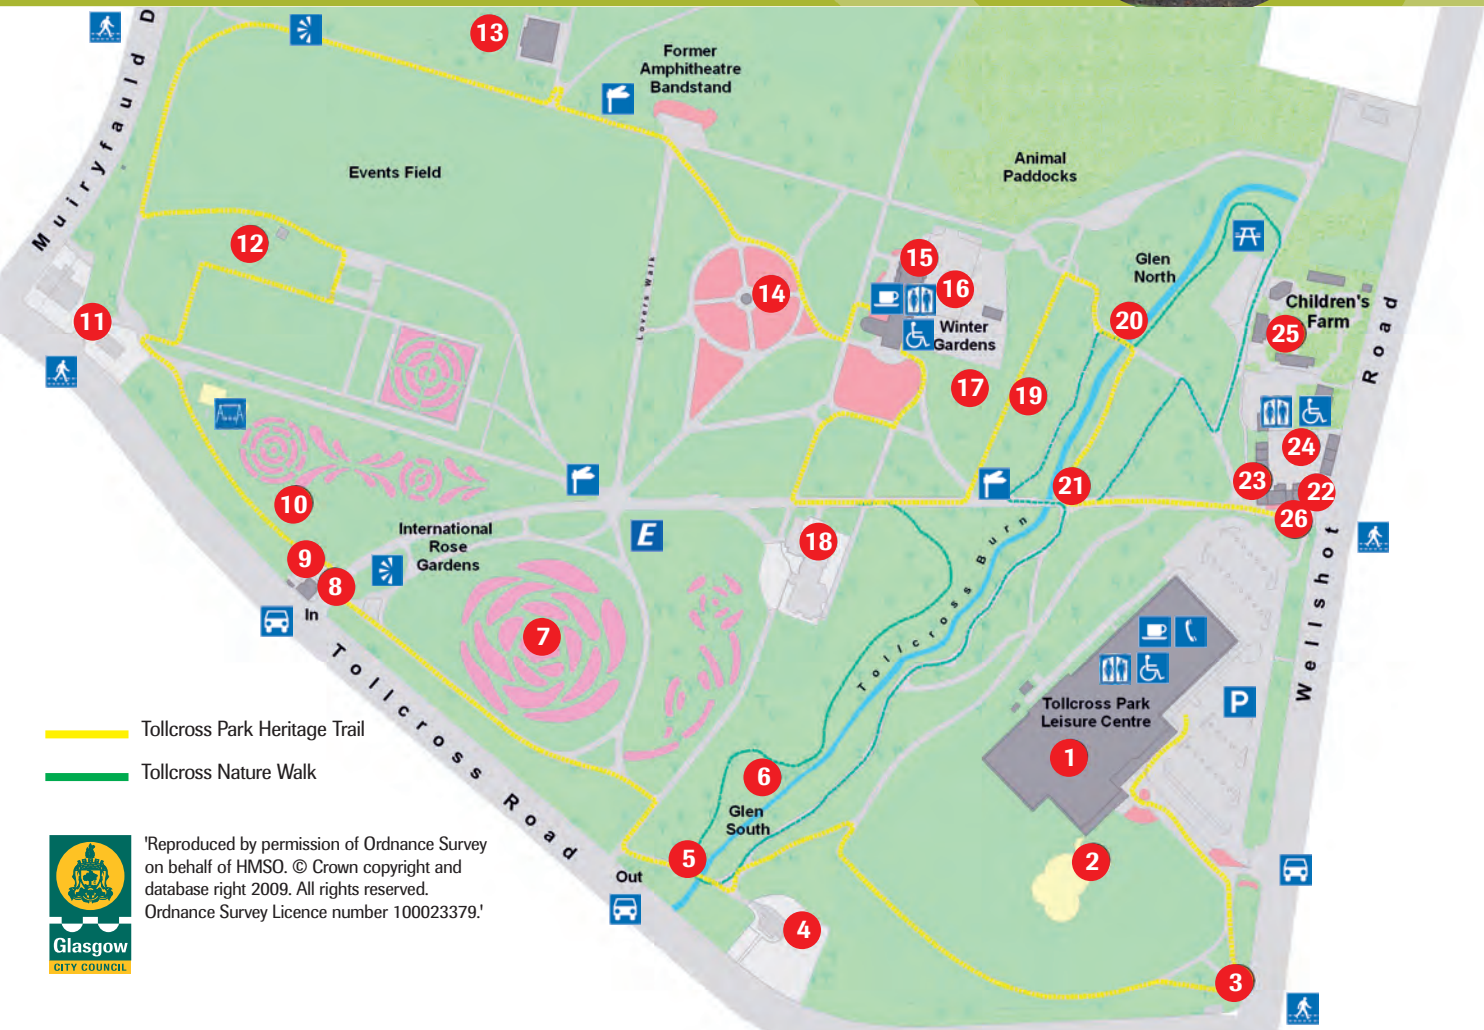 13
Former
Amphitheatre
Bandstand
Muiryfauld D
Events Field
Animal
Paddocks
12
Lovers Walk
14
15
16
Winter
Gardens
Glen
North
20
Children's
Farm
25
Road
11
17
19
24
23
22
26
21
10
International
Rose
Gardens
E
18
9
8
In
7
Tollcross Burn
Wellshot
Tollcross Park
Leisure Centre
P
1
Tollcross Park Heritage Trail
Tollcross Nature Walk
Tollcross Road
6
Glen
South
5
2
Out
4
3
'Reproduced by permission of Ordnance Survey
on behalf of HMSO. © Crown copyright and
database right 2009. All rights reserved.
Ordnance Survey Licence number 100023379.'
Glasgow
CITY COUNCIL